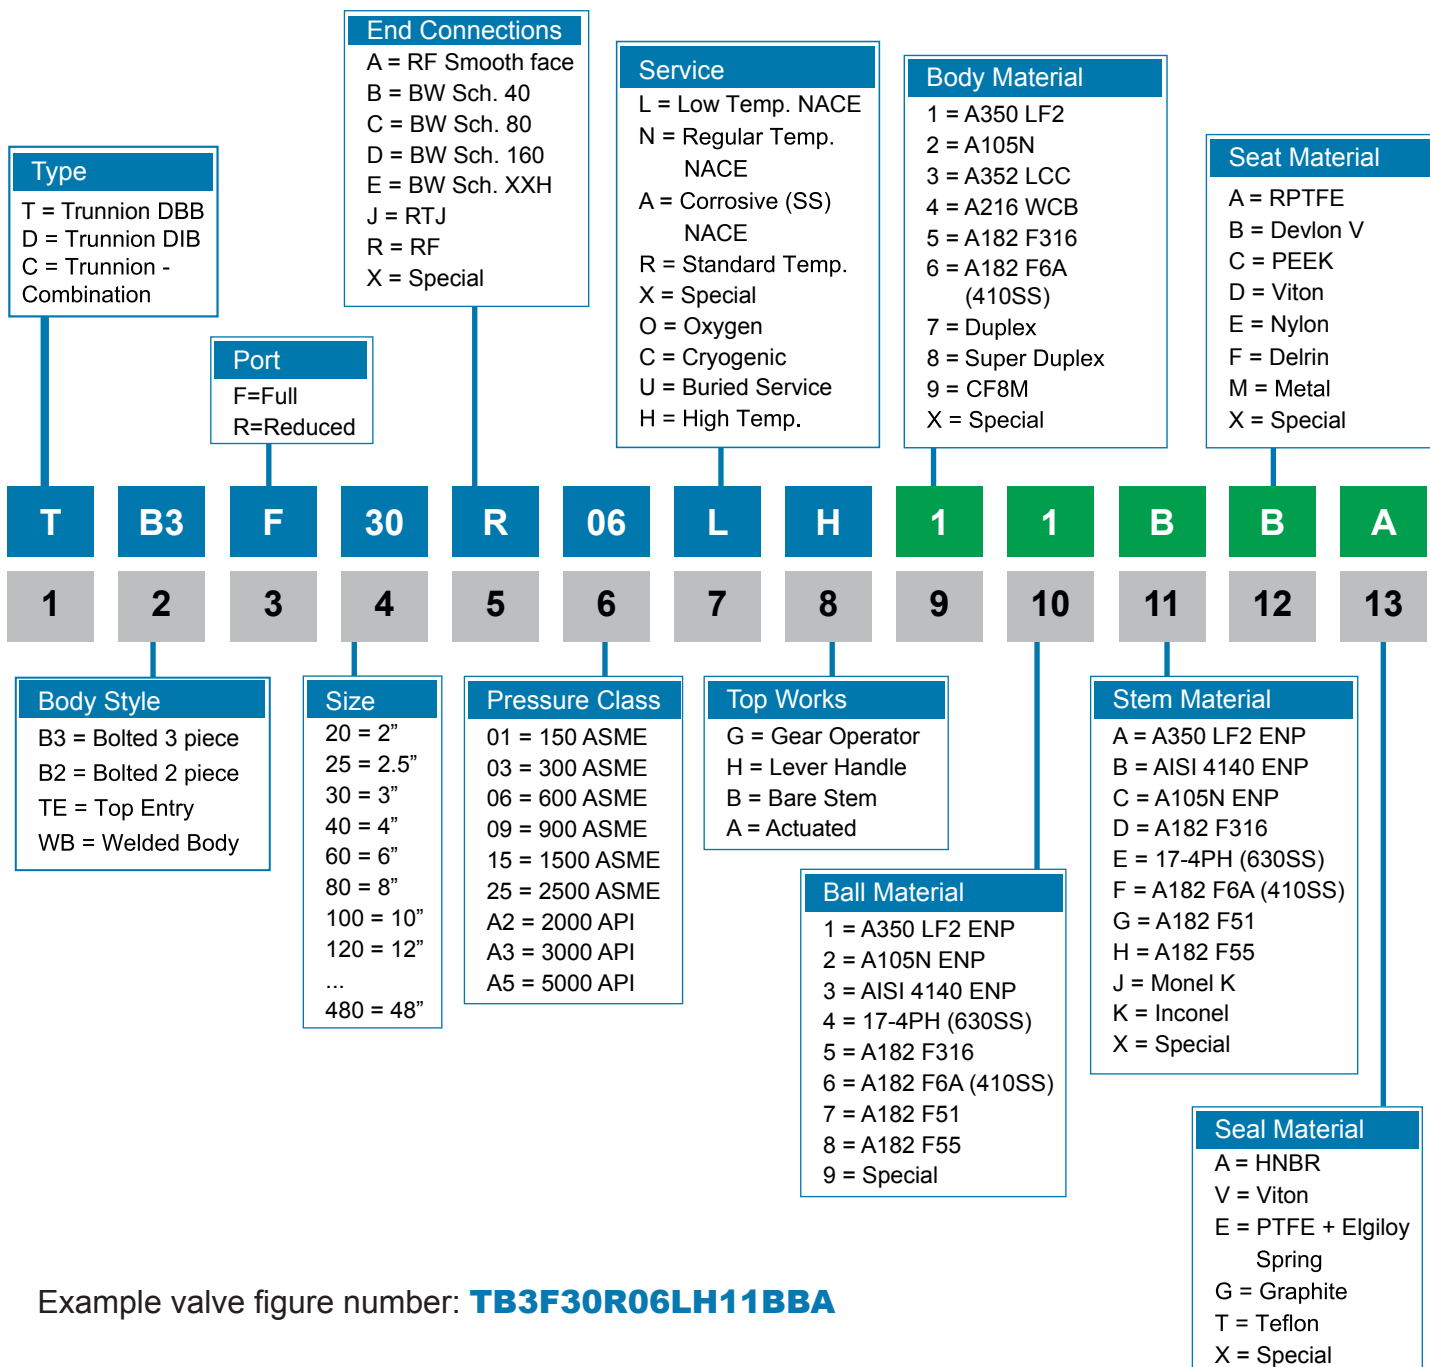 End Connections
A = RF Smooth face
B = BW Sch. 40
C = BW Sch. 80
D = BW Sch. 160
E = BW Sch. XXH
J = RTJ
R = RF
X = Special
Service
L = Low Temp. NACE
N = Regular Temp.
NACE
A = Corrosive (SS)
NACE
R = Standard Temp.
X = Special
O = Oxygen
C = Cryogenic
U = Buried Service
H = High Temp.
Body Material
1 = A350 LF2
2 = A105N
3 = A352 LCC
4 = A216 WCB
5 = A182 F316
6 = A182 F6A
(410SS)
7 = Duplex
8 = Super Duplex
9 = CF8M
X = Special
Type
T = Trunnion DBB
D = Trunnion DIB
C = Trunnion -
Combination
Seat Material
A = RPTFE
B = Devlon V
C = PEEK
D = Viton
E = Nylon
F = Delrin
M = Metal
X = Special
Port
F=Full
R=Reduced
T B3 F 30 R 06 L H 1 1 B B A
1 2 3 4 5 6 7 8 9 10 11 12 13
Body Style
B3 = Bolted 3 piece
B2 = Bolted 2 piece
TE = Top Entry
WB = Welded Body
Size
20 = 2”
25 = 2.5”
30 = 3”
40 = 4”
60 = 6”
80 = 8”
100 = 10”
120 = 12”
...
480 = 48”
Pressure Class
01 = 150 ASME
03 = 300 ASME
06 = 600 ASME
09 = 900 ASME
15 = 1500 ASME
25 = 2500 ASME
A2 = 2000 API
A3 = 3000 API
A5 = 5000 API
Top Works
G = Gear Operator
H = Lever Handle
B = Bare Stem
A = Actuated
Ball Material
1 = A350 LF2 ENP
2 = A105N ENP
3 = AISI 4140 ENP
4 = 17-4PH (630SS)
5 = A182 F316
6 = A182 F6A (410SS)
7 = A182 F51
8 = A182 F55
9 = Special
Stem Material
A = A350 LF2 ENP
B = AISI 4140 ENP
C = A105N ENP
D = A182 F316
E = 17-4PH (630SS)
F = A182 F6A (410SS)
G = A182 F51
H = A182 F55
J = Monel K
K = Inconel
X = Special
Seal Material
A = HNBR
V = Viton
E = PTFE + Elgiloy
Spring
G = Graphite
T = Teflon
X = Special
Example valve figure number: TB3F30R06LH11BBA